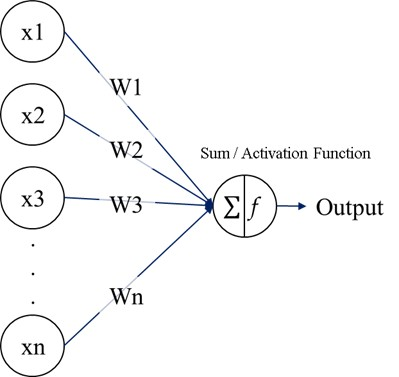 x1
W1
x2
W2
Sum / Activation Function
x3
W3
Σ f
Output
.
.
.
Wn
xn